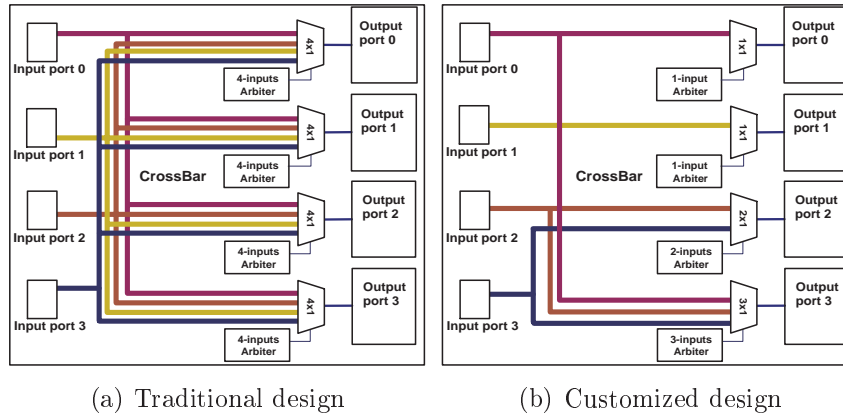 Input port 0
4x1
Output
port 0
4-inputs
Arbiter
Input port 1
4x1
Output
port 1
4-inputs
Arbiter
CrossBar
Input port 2
4x1
Output
port 2
4-inputs
Arbiter
Input port 3
4x1
Output
port 3
4-inputs
Arbiter
(a) Traditional design
Input port 0
1x1
Output
port 0
1-input
Arbiter
Input port 1
1x1
Output
port 1
1-input
Arbiter
CrossBar
Input port 2
2x1
Output
port 2
2-inputs
Arbiter
Input port 3
3x1
Output
port 3
3-inputs
Arbiter
(b) Customized design